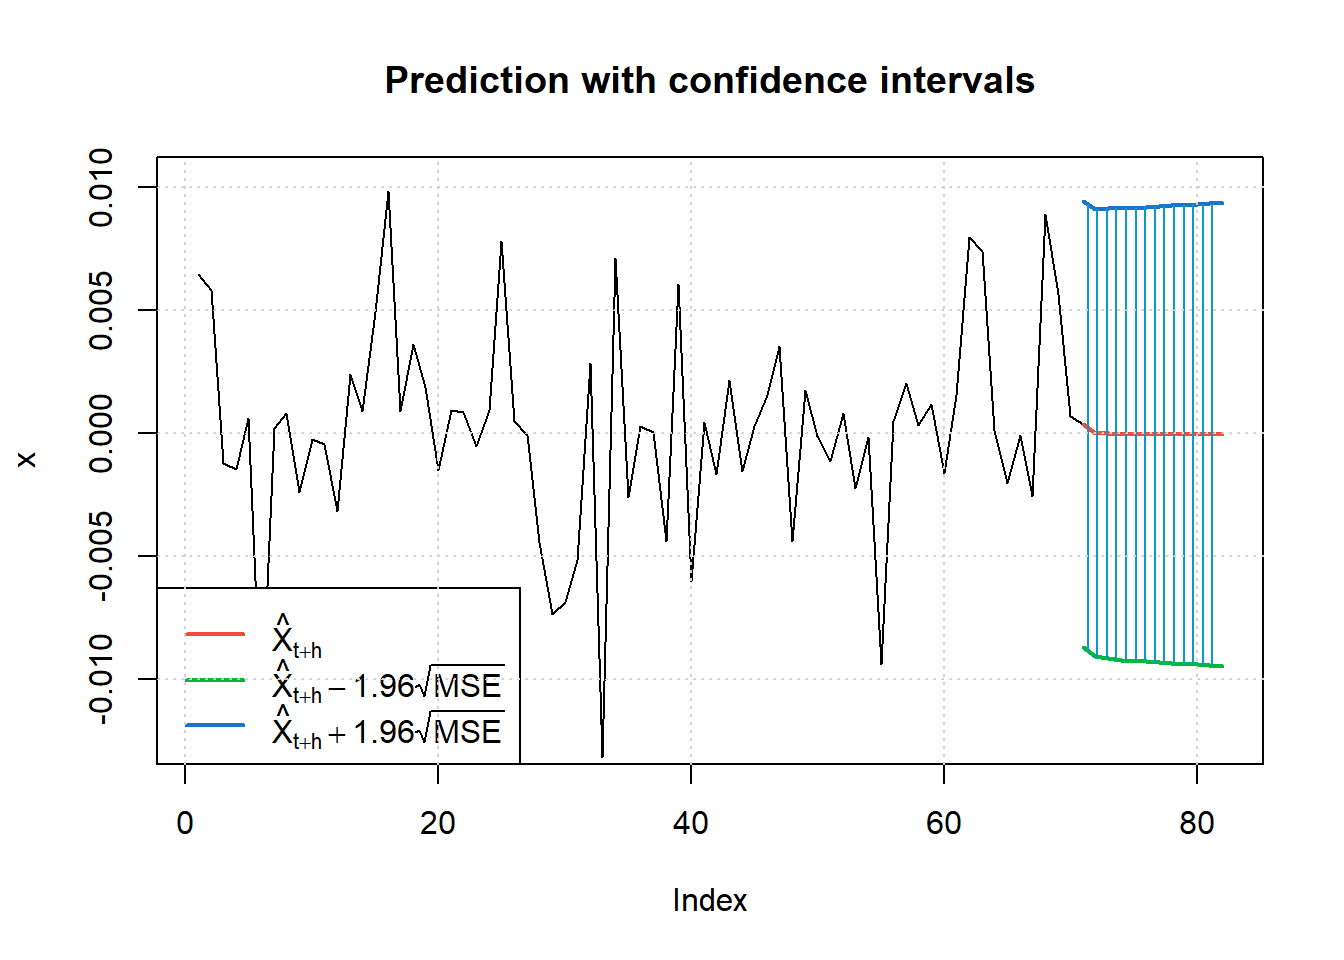 Prediction with confidence intervals
x
0.010
0.005
0.000
-0.005
-0.010
X̂t+h
X̂t+h − 1.96√MSE
X̂t+h + 1.96√MSE
0 20 40 60 80
Index